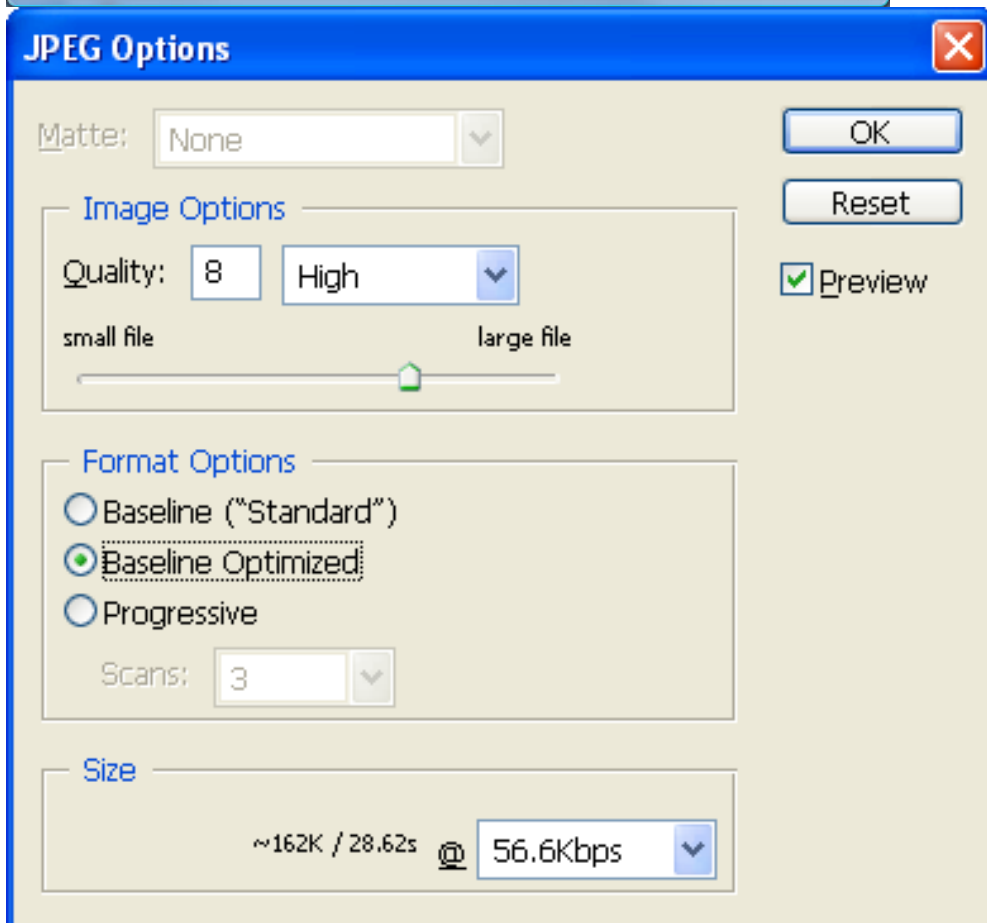 JPEG Options
Matte: None
OK
Reset
Preview
Image Options
Quality: 8 High
small file large file
Format Options
Baseline ("Standard")
Baseline Optimized
Progressive
Scans: 3
Size
~162K / 28.62s @ 56.6Kbps